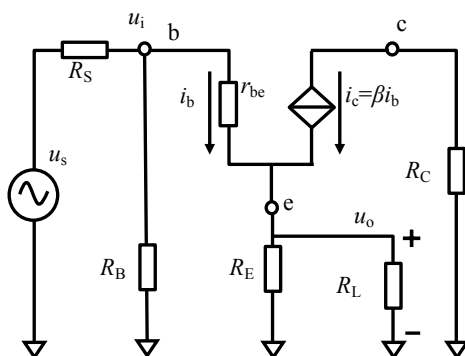 u_i
b
c
R_S
i_b
r_be
i_c=βi_b
u_s
R_C
e
u_o
+
R_B
R_E
R_L
−